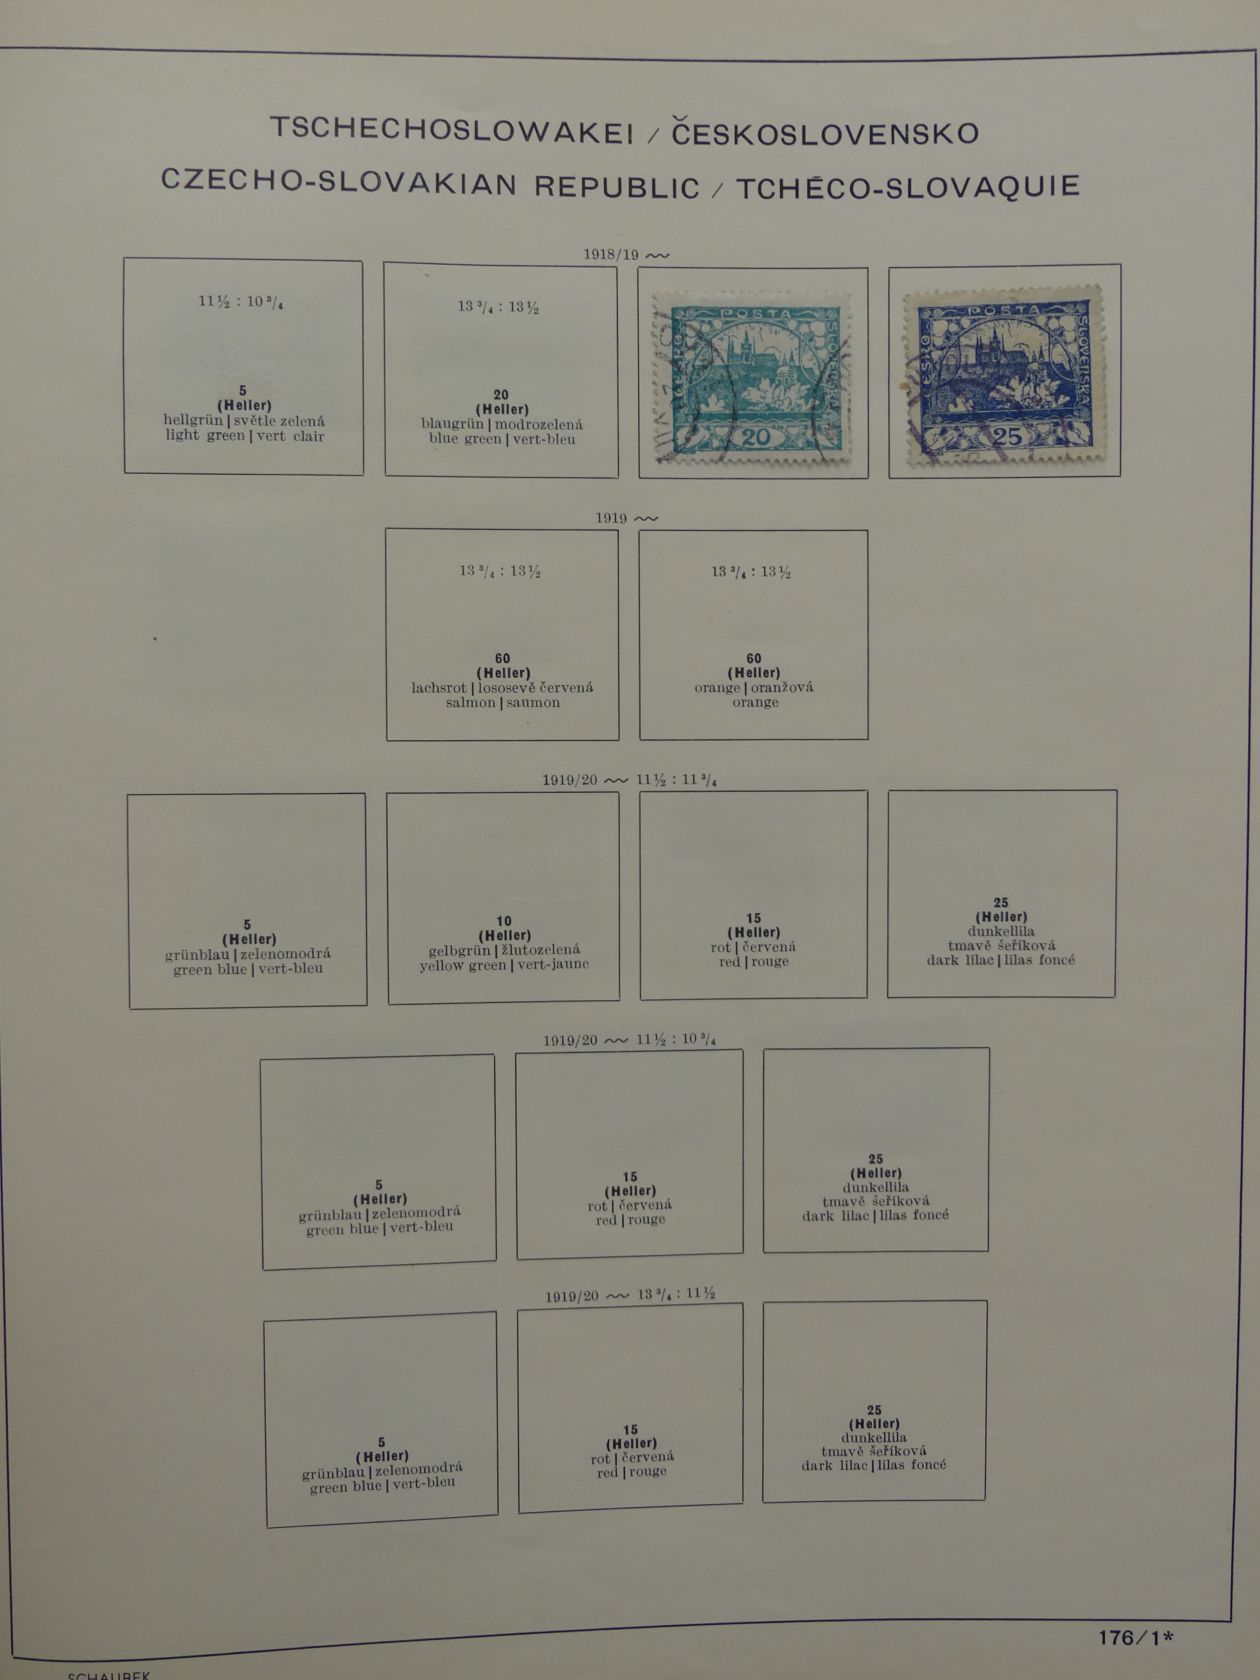 TSCHECHOSLOWAKEI / ČESKOSLOVENSKO
CZECHO-SLOVAKIAN REPUBLIC / TCHÉCO-SLOVAQUIE
1918/19
11½ : 10¾
5
(Heller)
hellgrün | světle zelená
light green | vert clair
13¾ : 13½
20
(Heller)
blaugrün | modrozelená
blue green | vert-bleu
POŠTA
ČESKO
SLOVENSKÁ
20
POŠTA
ČESKO
SLOVENSKÁ
25
1919
13¾ : 13½
60
(Heller)
lachsrot | lososevě červená
salmon | saumon
13¾ : 13½
60
(Heller)
orange | oranžová
orange
1919/20 11½ : 11¾
5
(Heller)
grünblau | zelenomodrá
green blue | vert-bleu
10
(Heller)
gelbgrün | žlutozelená
yellow green | vert-jaune
15
(Heller)
rot | červená
red | rouge
25
(Heller)
dunkellila
tmavě šeříková
dark lilac | lilas foncé
1919/20 11½ : 10¾
5
(Heller)
grünblau | zelenomodrá
green blue | vert-bleu
15
(Heller)
rot | červená
red | rouge
25
(Heller)
dunkellila
tmavě šeříková
dark lilac | lilas foncé
1919/20 13¾ : 11½
5
(Heller)
grünblau | zelenomodrá
green blue | vert-bleu
15
(Heller)
rot | červená
red | rouge
25
(Heller)
dunkellila
tmavě šeříková
dark lilac | lilas foncé
176/1*
SCHAUBEK